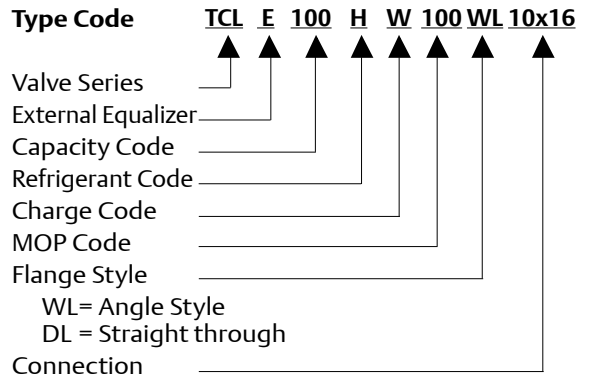 Type Code TCL E 100 H W 100 WL 10x16
Valve Series
External Equalizer
Capacity Code
Refrigerant Code
Charge Code
MOP Code
Flange Style
WL= Angle Style
DL = Straight through
Connection